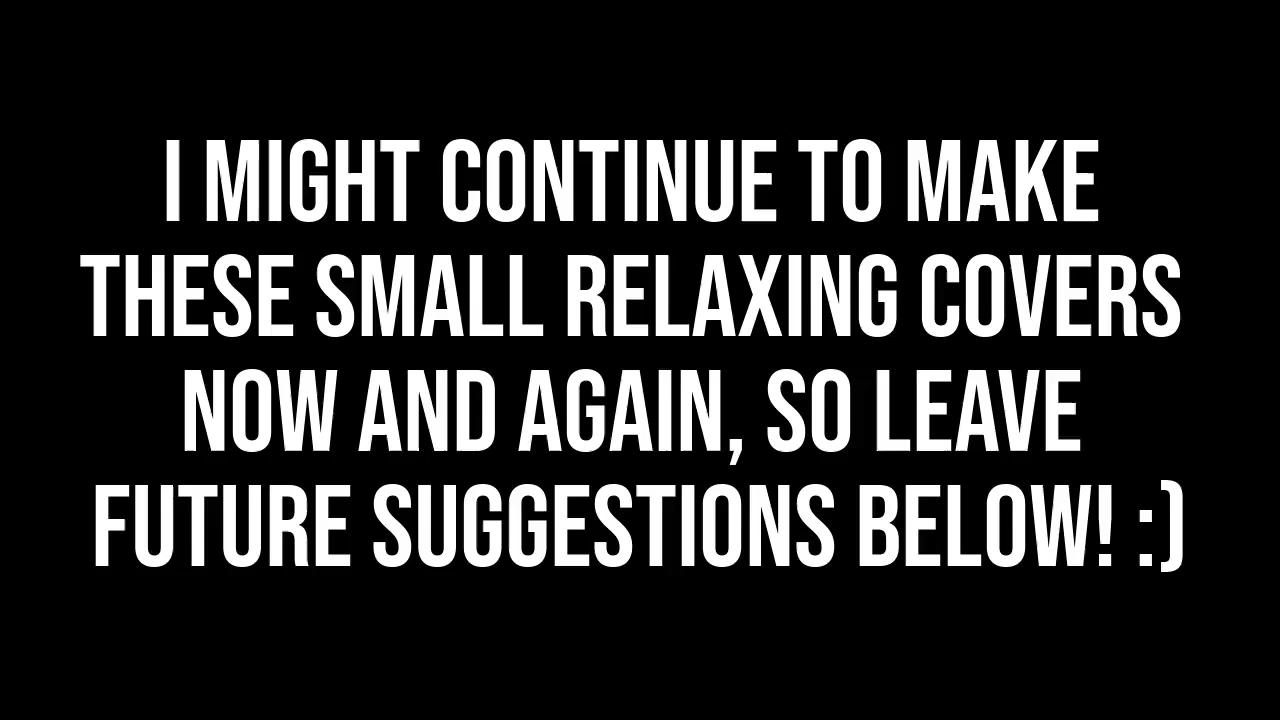 I MIGHT CONTINUE TO MAKE
THESE SMALL RELAXING COVERS
NOW AND AGAIN, SO LEAVE
FUTURE SUGGESTIONS BELOW! :)